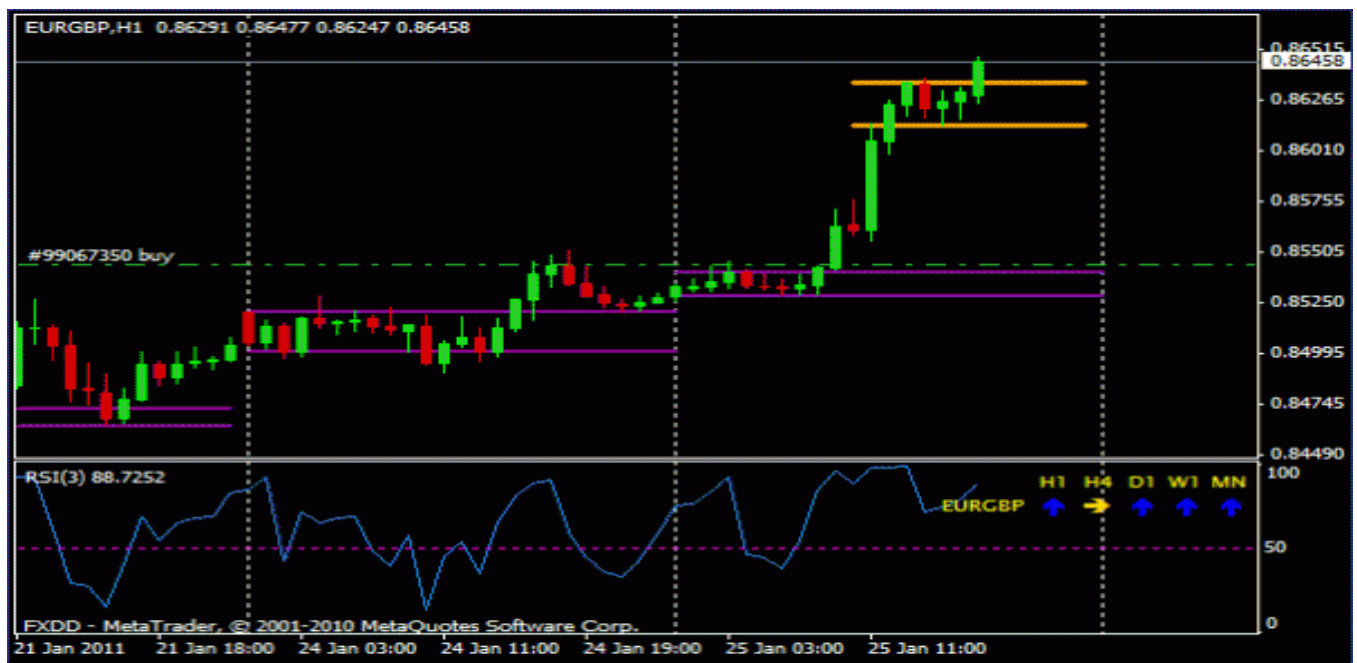 EURGBP,H1 0.86291 0.86477 0.86247 0.86458
0.86515
0.86458
0.86265
0.86010
0.85755
#99067350 buy
0.85505
0.85250
0.84995
0.84745
0.84490
RSI(3) 88.7252
100
H1 H4 D1 W1 MN
EURGBP
50
FXDD - MetaTrader, © 2001-2010 MetaQuotes Software Corp.
0
21 Jan 2011 21 Jan 18:00 24 Jan 03:00 24 Jan 11:00 24 Jan 19:00 25 Jan 03:00 25 Jan 11:00